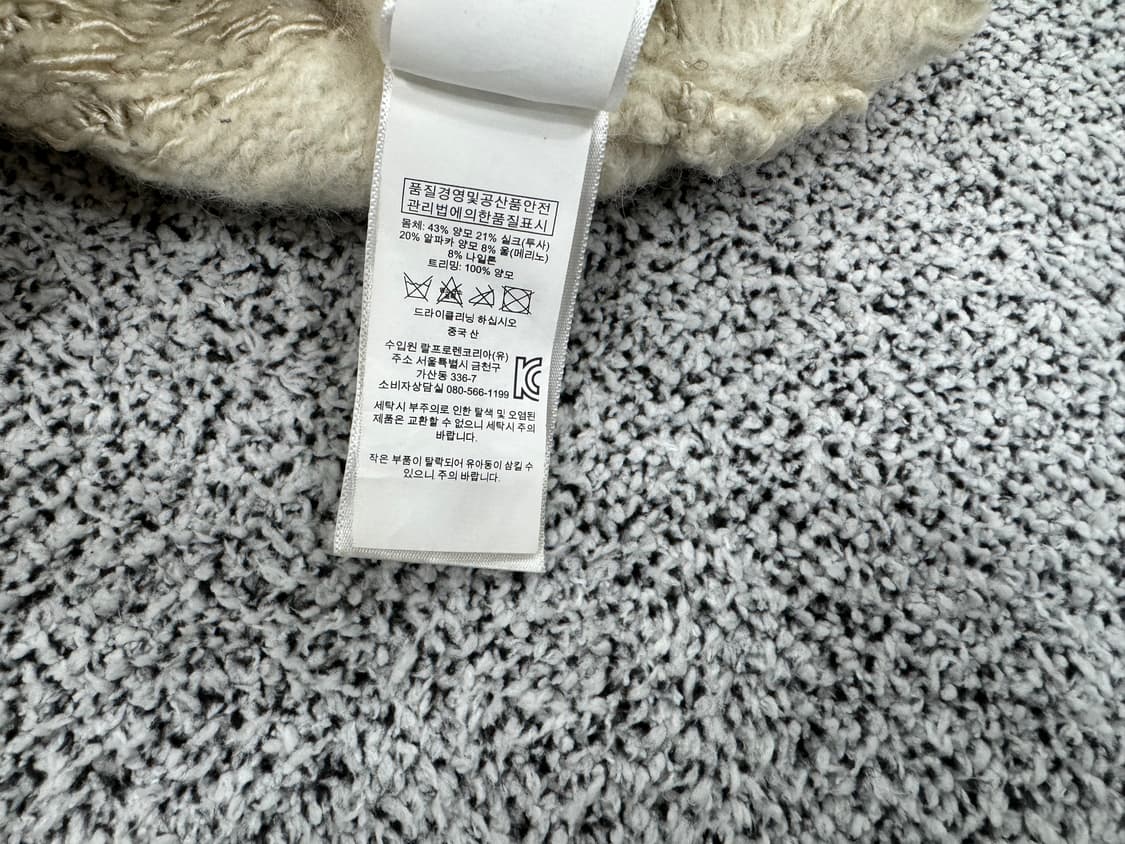 품질경영및공산품안전
관리법에의한품질표시
몸체: 43% 양모 21% 실크(투사)
20% 알파카 양모 8% 울(메리노)
8% 나일론
트리밍: 100% 양모
드라이클리닝 하십시오
중국 산
수입원 랄프로렌코리아(유)
주소 서울특별시 금천구
가산동 336-7
소비자상담실 080-566-1199
세탁시 부주의로 인한 탈색 및 오염된
제품은 교환할 수 없으니 세탁시 주의
바랍니다.
작은 부품이 탈락되어 유아동이 삼킬 수
있으니 주의 바랍니다.